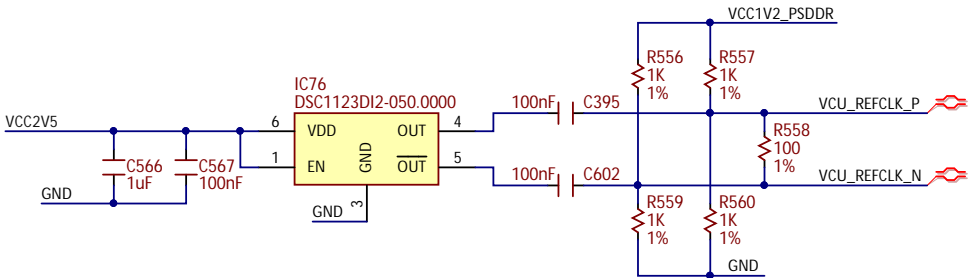 VCC1V2_PSDDR
R556
1K
1%
R557
1K
1%
IC76
DSC1123DI2-050.0000
100nF
C395
VCU_REFCLK_P
VCC2V5
6
VDD
OUT
4
R558
100
1%
1
EN
GND
OUT
5
C566
1uF
C567
100nF
100nF
C602
VCU_REFCLK_N
GND
GND
3
R559
1K
1%
R560
1K
1%
GND